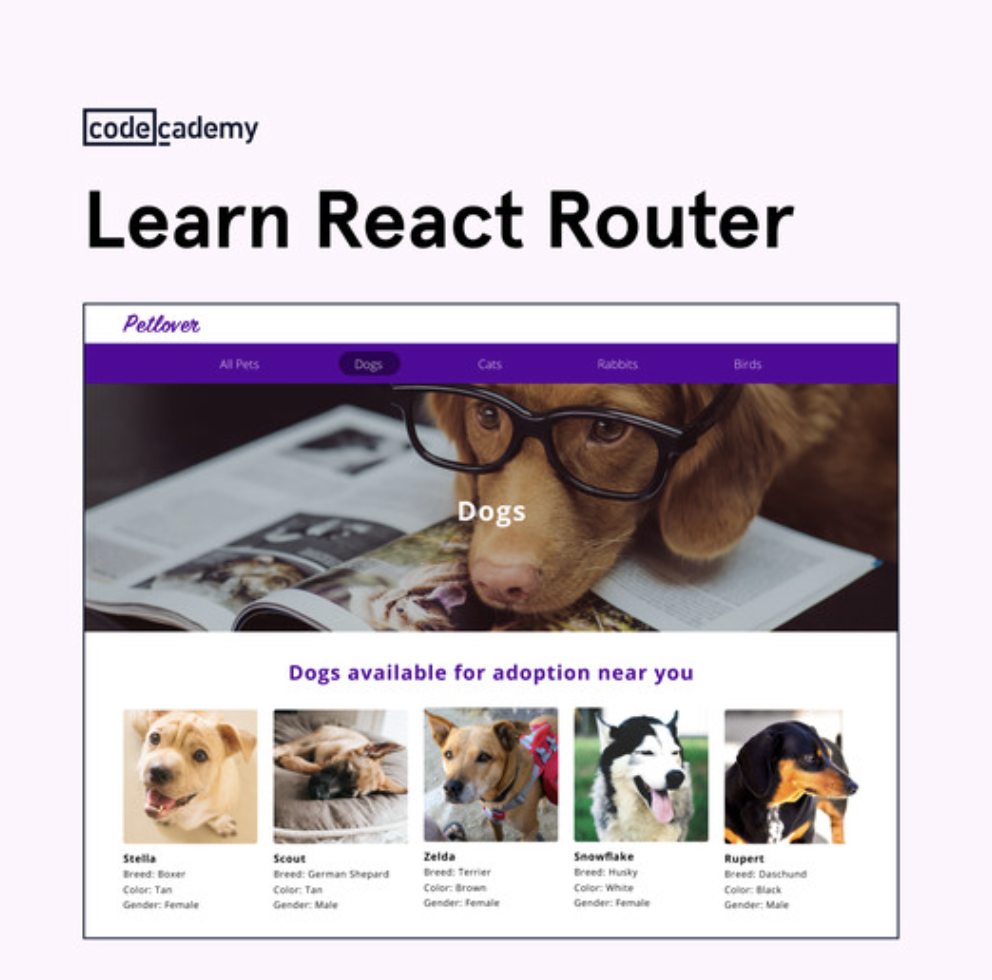 codecademy
Learn React Router
Petlover
All Pets Dogs Cats Rabbits Birds
Dogs
Dogs available for adoption near you
Stella
Breed: Boxer
Color: Tan
Gender: Female
Scout
Breed: German Shepard
Color: Tan
Gender: Male
Zelda
Breed: Terrier
Color: Brown
Gender: Female
Snowflake
Breed: Husky
Color: White
Gender: Female
Rupert
Breed: Daschund
Color: Black
Gender: Male